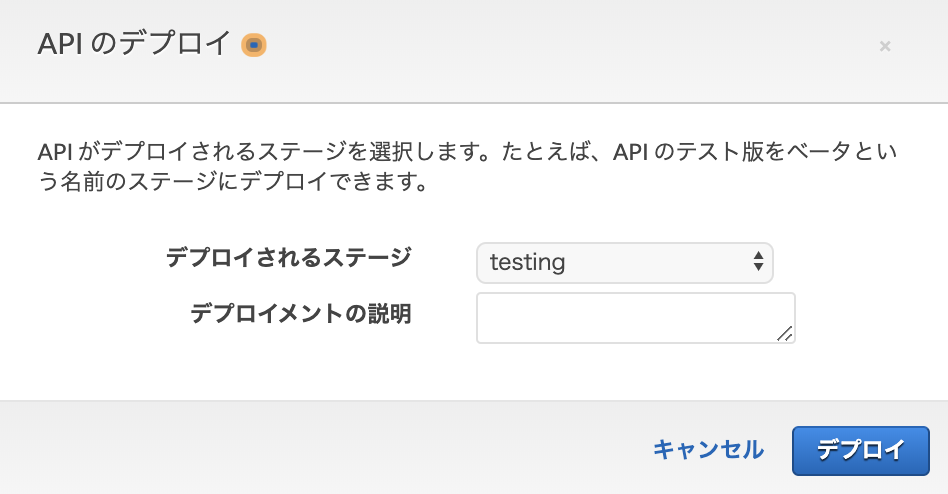 API のデプロイ
×
API がデプロイされるステージを選択します。たとえば、API のテスト版をベータとい
う名前のステージにデプロイできます。
デプロイされるステージ
testing
デプロイメントの説明
キャンセル
デプロイ